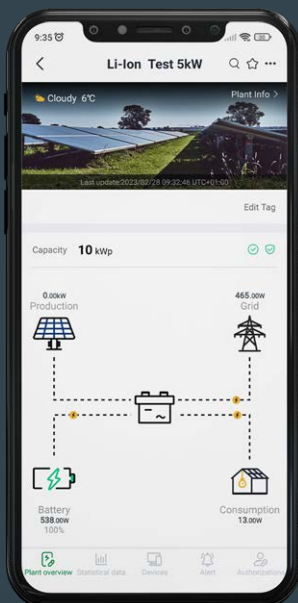 9:35
30
Li-Ion Test 5kW
Cloudy 6℃
Plant Info >
Last update:2023/02/28 09:32:46 UTC+01:00
Edit Tag
Capacity 10 kWp
0.00kW
Production
465.00W
Grid
Battery
538.00W
100%
Consumption
13.00W
Plant overview Statistical data Devices Alert Authorization